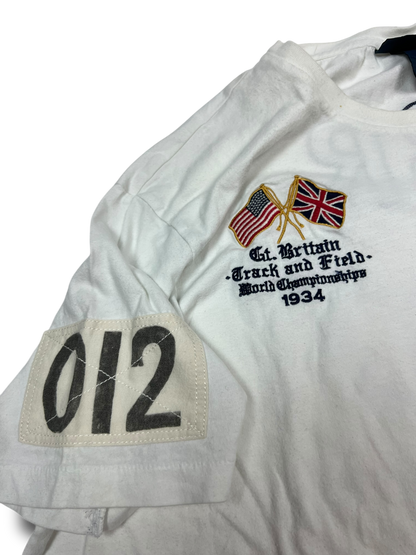 Gt. Britain
-Track and Field-
World Championships
1934
012